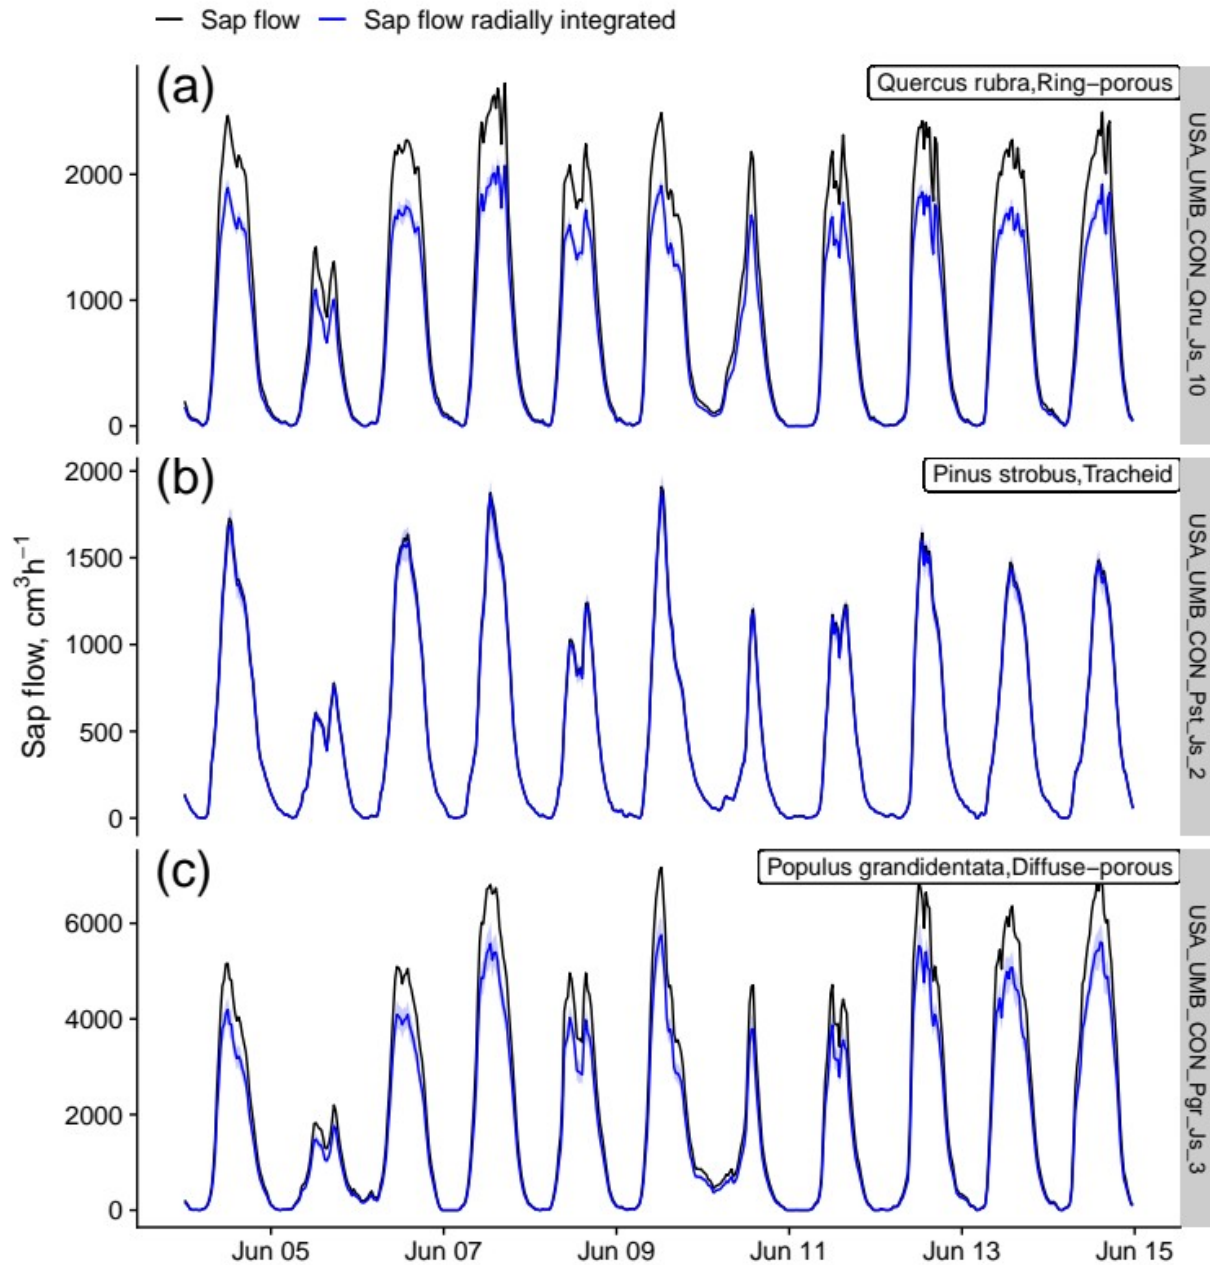 Sap flow Sap flow radially integrated
(a)
Quercus rubra,Ring−porous
2000
1000
0
USA_UMB_CON_Qru_Js_10
(b)
Pinus strobus,Tracheid
2000
1500
1000
500
0
USA_UMB_CON_Pst_Js_2
Sap flow, cm³h⁻¹
(c)
Populus grandidentata,Diffuse−porous
6000
4000
2000
0
USA_UMB_CON_Pgr_Js_3
Jun 05 Jun 07 Jun 09 Jun 11 Jun 13 Jun 15